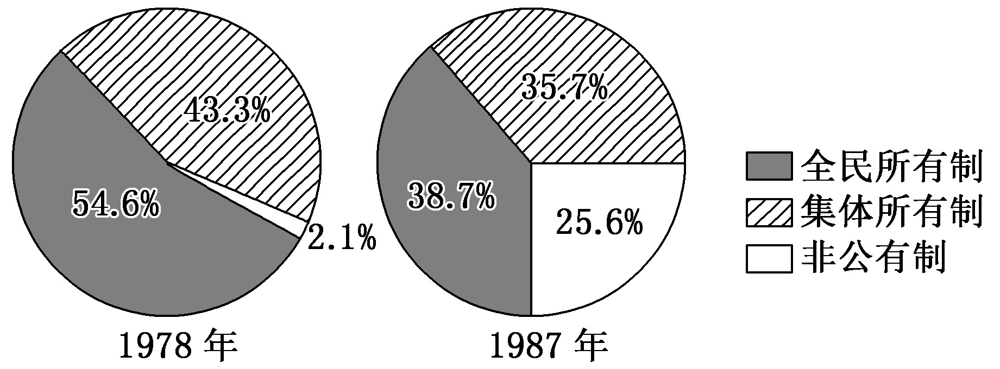 43.3%
54.6%
2.1%
1978 年
35.7%
38.7%
25.6%
1987 年
全民所有制
集体所有制
非公有制